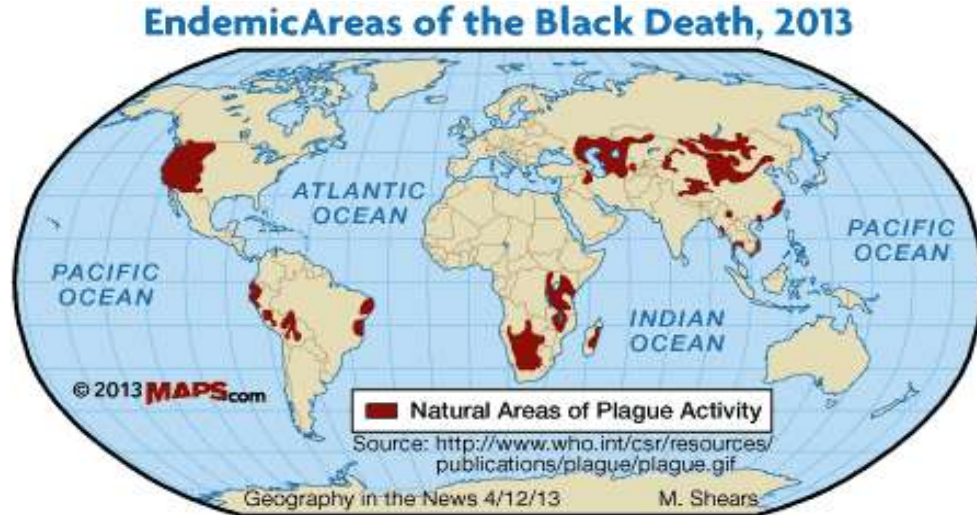 EndemicAreas of the Black Death, 2013
ATLANTIC
OCEAN
PACIFIC
OCEAN
PACIFIC
OCEAN
INDIAN
OCEAN
© 2013 MAPS.com
Natural Areas of Plague Activity
Source: http://www.who.int/csr/resources/
publications/plague/plague.gif
Geography in the News 4/12/13 M. Shears